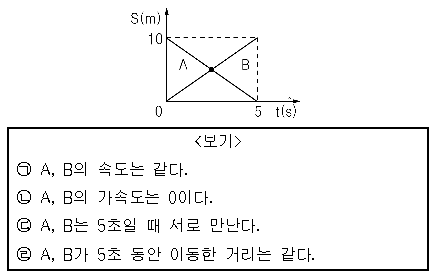 S(m)
10
A B
0 5 t(s)
<보기>
㉠ A, B의 속도는 같다.
㉡ A, B의 가속도는 0이다.
㉢ A, B는 5초일 때 서로 만난다.
㉣ A, B가 5초 동안 이동한 거리는 같다.